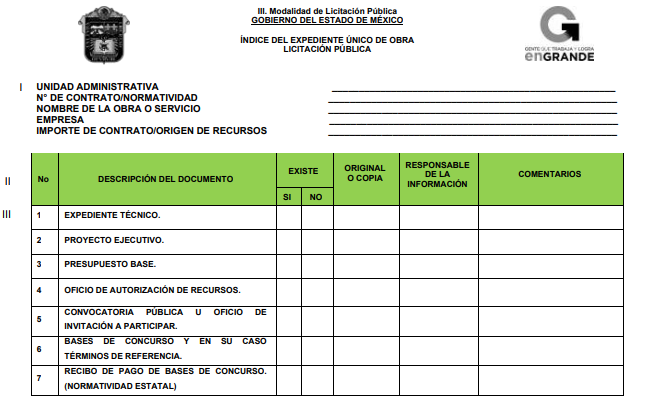 III. Modalidad de Licitación Pública
GOBIERNO DEL ESTADO DE MÉXICO
ÍNDICE DEL EXPEDIENTE ÚNICO DE OBRA
LICITACIÓN PÚBLICA
GENTE QUE TRABAJA Y LOGRA
enGRANDE
I UNIDAD ADMINISTRATIVA
N° DE CONTRATO/NORMATIVIDAD
NOMBRE DE LA OBRA O SERVICIO
EMPRESA
IMPORTE DE CONTRATO/ORIGEN DE RECURSOS
II No DESCRIPCIÓN DEL DOCUMENTO EXISTE ORIGINAL O COPIA RESPONSABLE DE LA INFORMACIÓN COMENTARIOS
SI NO
III 1 EXPEDIENTE TÉCNICO.
2 PROYECTO EJECUTIVO.
3 PRESUPUESTO BASE.
4 OFICIO DE AUTORIZACIÓN DE RECURSOS.
5 CONVOCATORIA PÚBLICA U OFICIO DE
INVITACIÓN A PARTICIPAR.
6 BASES DE CONCURSO Y EN SU CASO
TÉRMINOS DE REFERENCIA.
7 RECIBO DE PAGO DE BASES DE CONCURSO.
(NORMATIVIDAD ESTATAL)